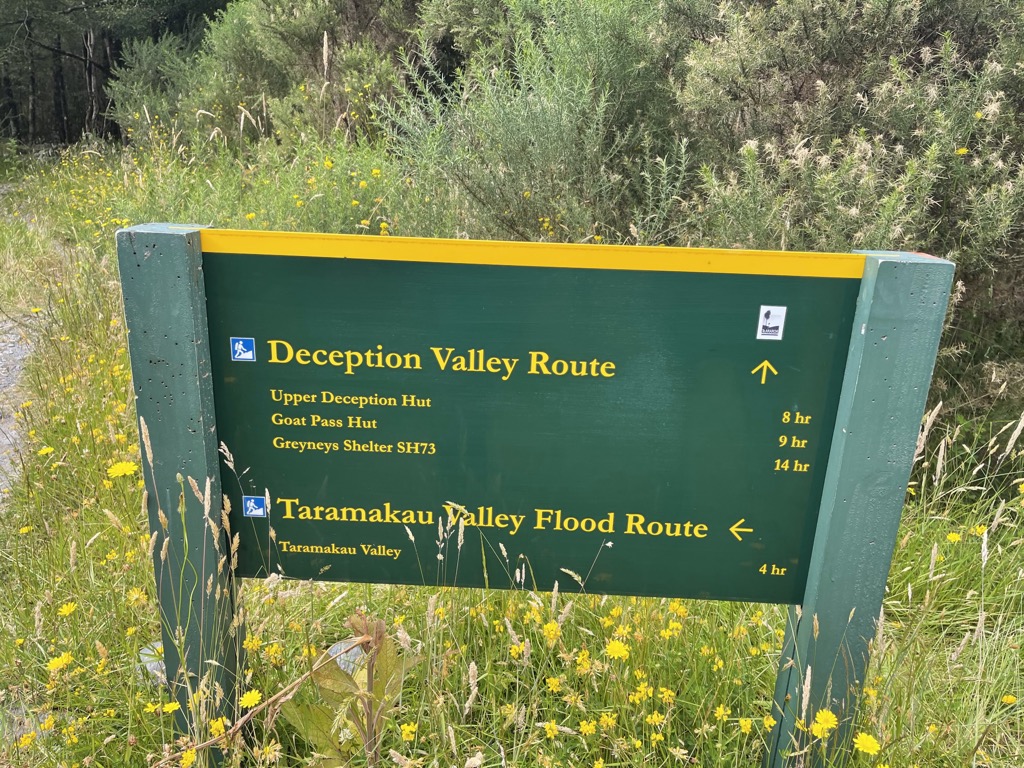 Deception Valley Route
Upper Deception Hut 8 hr
Goat Pass Hut 9 hr
Greyneys Shelter SH73 14 hr
Taramakau Valley Flood Route
Taramakau Valley 4 hr